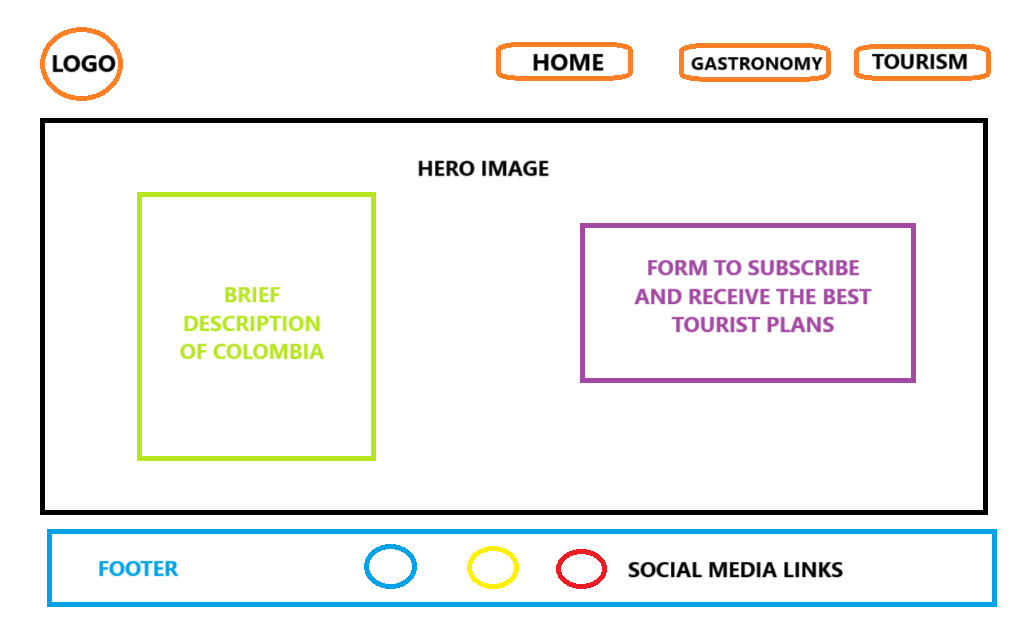 LOGO
HOME
GASTRONOMY
TOURISM
HERO IMAGE
BRIEF
DESCRIPTION
OF COLOMBIA
FORM TO SUBSCRIBE
AND RECEIVE THE BEST
TOURIST PLANS
FOOTER
SOCIAL MEDIA LINKS